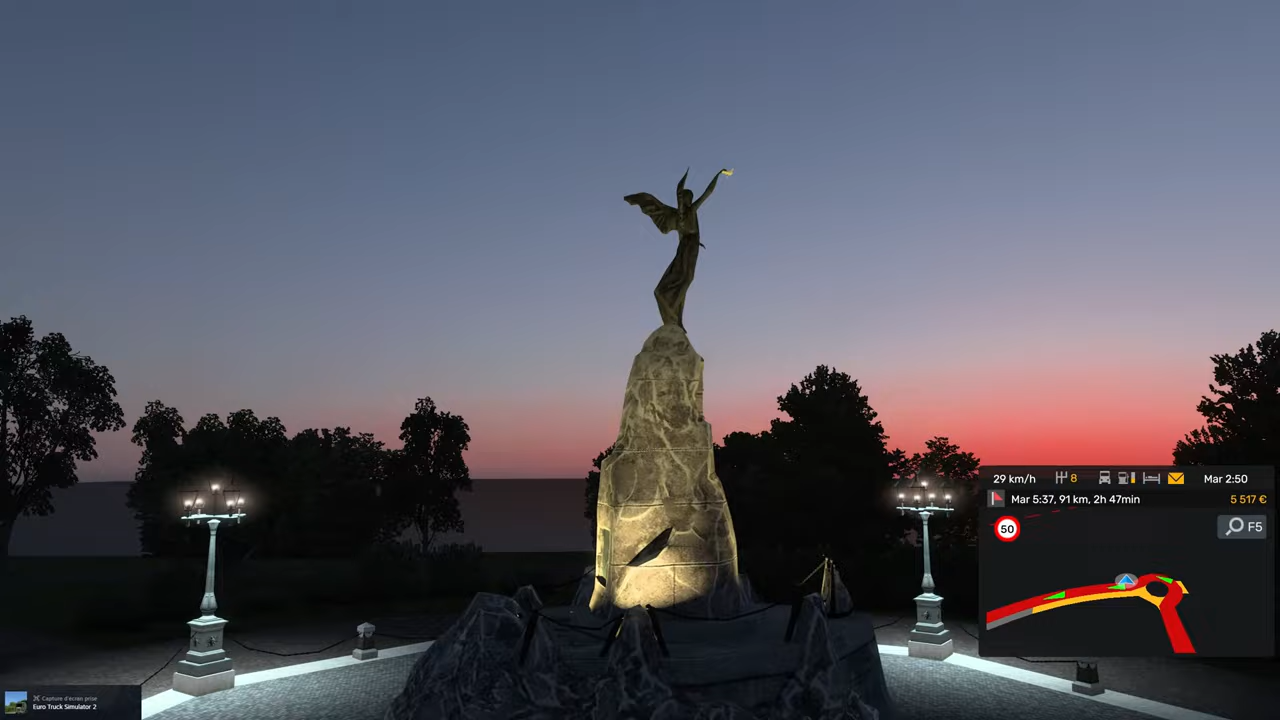 29 km/h 8 Mar 2:50
Mar 5:37, 91 km, 2h 47min 5 517 €
50
F5
Capture d'écran prise
Euro Truck Simulator 2